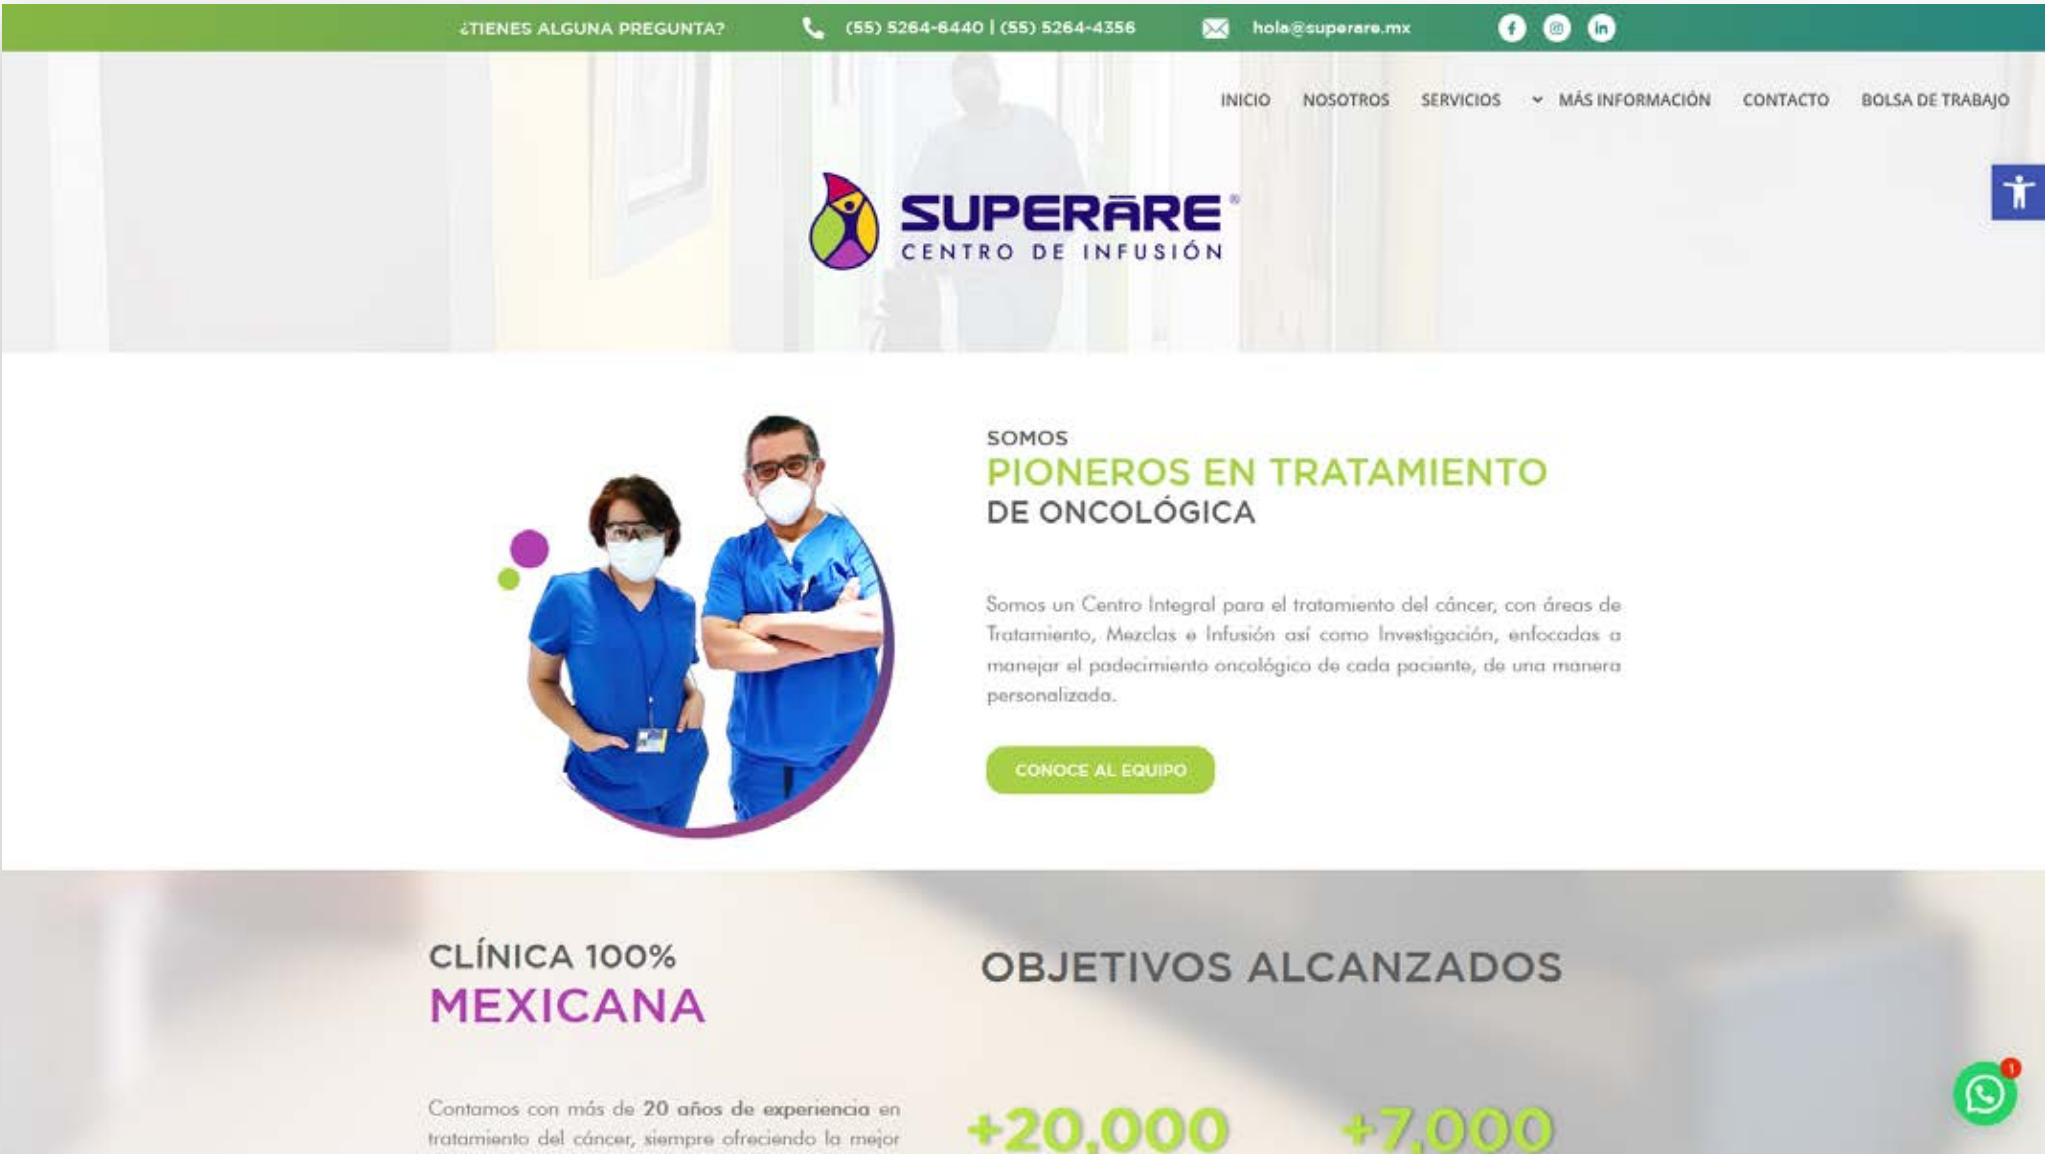 ¿TIENES ALGUNA PREGUNTA?
(55) 5264-6440 | (55) 5264-4356
hola@superare.mx
INICIO NOSOTROS SERVICIOS MÁS INFORMACIÓN CONTACTO BOLSA DE TRABAJO
SUPERĀRE®
CENTRO DE INFUSIÓN
SOMOS
PIONEROS EN TRATAMIENTO
DE ONCOLÓGICA
Somos un Centro Integral para el tratamiento del cáncer, con áreas de
Tratamiento, Mezclas e Infusión así como Investigación, enfocadas a
manejar el padecimiento oncológico de cada paciente, de una manera
personalizada.
CONOCE AL EQUIPO
CLÍNICA 100%
MEXICANA
Contamos con más de 20 años de experiencia en
tratamiento del cáncer, siempre ofreciendo la mejor
OBJETIVOS ALCANZADOS
+20,000 +7,000
1